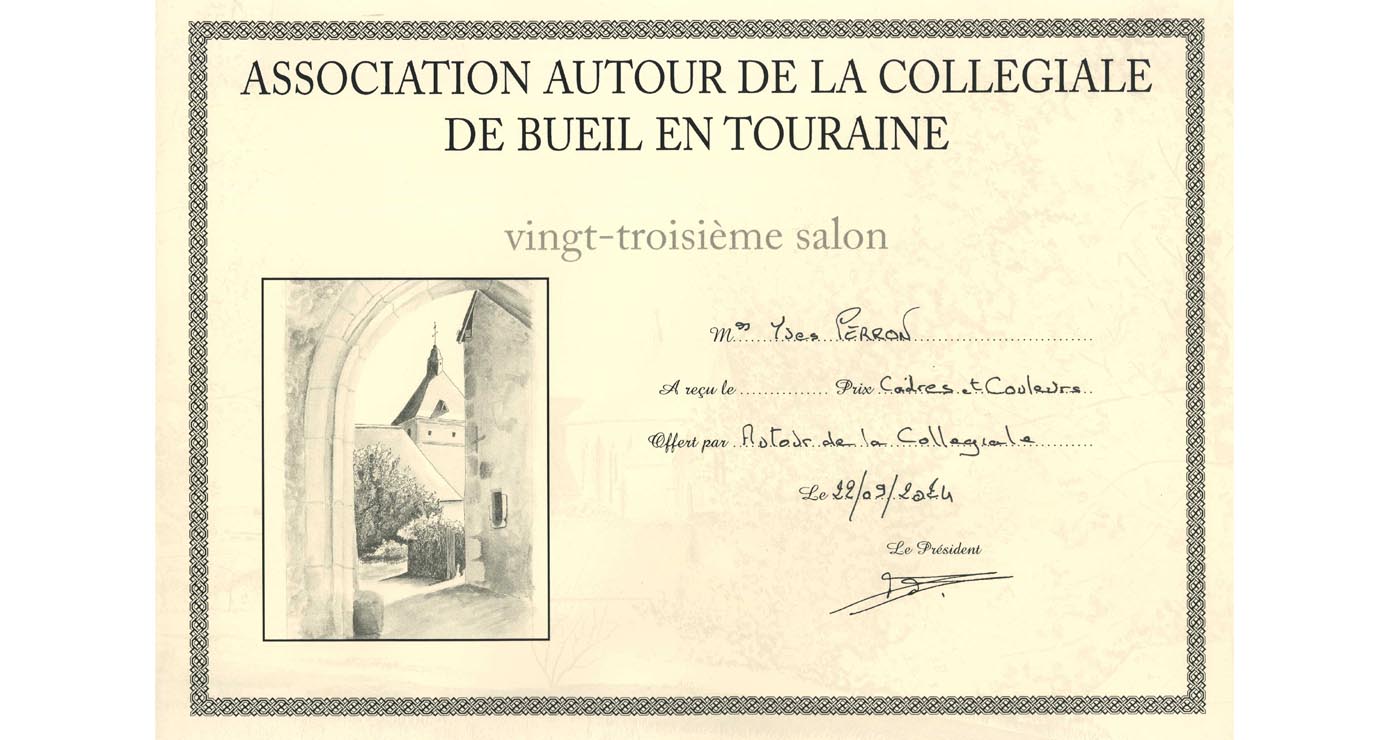 ASSOCIATION AUTOUR DE LA COLLEGIALE
DE BUEIL EN TOURAINE
vingt-troisième salon
Mr Yves PERRON
A reçu le .............. Prix Cadres et Couleurs
Offert par Autour de la Collegiale
Le 22/09/2024
Le Président